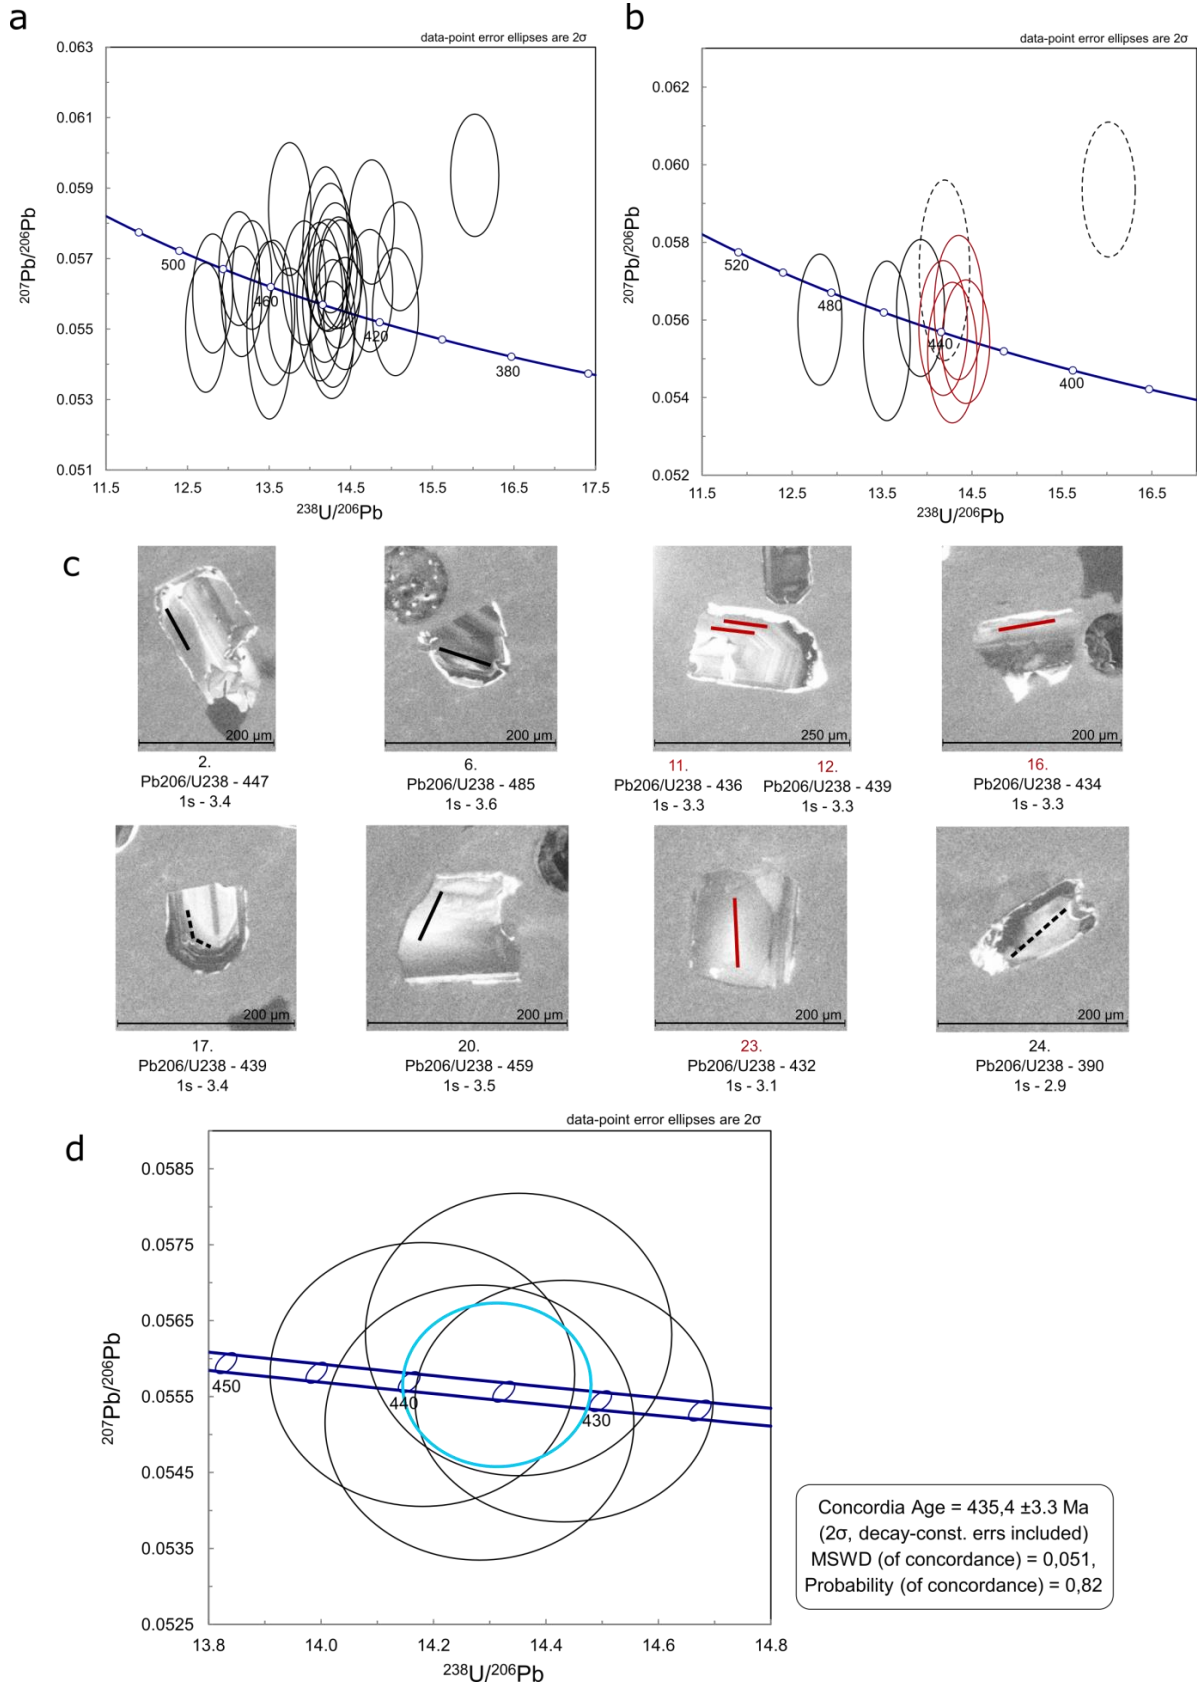 a
data-point error ellipses are 2σ
0.063
0.061
0.059
0.057
0.055
0.053
0.051
207Pb/206Pb
500
460
420
380
11.5 12.5 13.5 14.5 15.5 16.5 17.5
238U/206Pb
b
data-point error ellipses are 2σ
0.062
0.060
0.058
0.056
0.054
0.052
207Pb/206Pb
520
480
440
400
11.5 12.5 13.5 14.5 15.5 16.5
238U/206Pb
c
200 µm
2.
Pb206/U238 - 447
1s - 3.4
200 µm
6.
Pb206/U238 - 485
1s - 3.6
250 µm
11.
Pb206/U238 - 436
1s - 3.3
12.
Pb206/U238 - 439
1s - 3.3
200 µm
16.
Pb206/U238 - 434
1s - 3.3
200 µm
17.
Pb206/U238 - 439
1s - 3.4
200 µm
20.
Pb206/U238 - 459
1s - 3.5
200 µm
23.
Pb206/U238 - 432
1s - 3.1
200 µm
24.
Pb206/U238 - 390
1s - 2.9
d
data-point error ellipses are 2σ
0.0585
0.0575
0.0565
0.0555
0.0545
0.0535
0.0525
207Pb/206Pb
450
440
430
13.8 14.0 14.2 14.4 14.6 14.8
238U/206Pb
Concordia Age = 435,4 ±3.3 Ma
(2σ, decay-const. errs included)
MSWD (of concordance) = 0,051,
Probability (of concordance) = 0,82